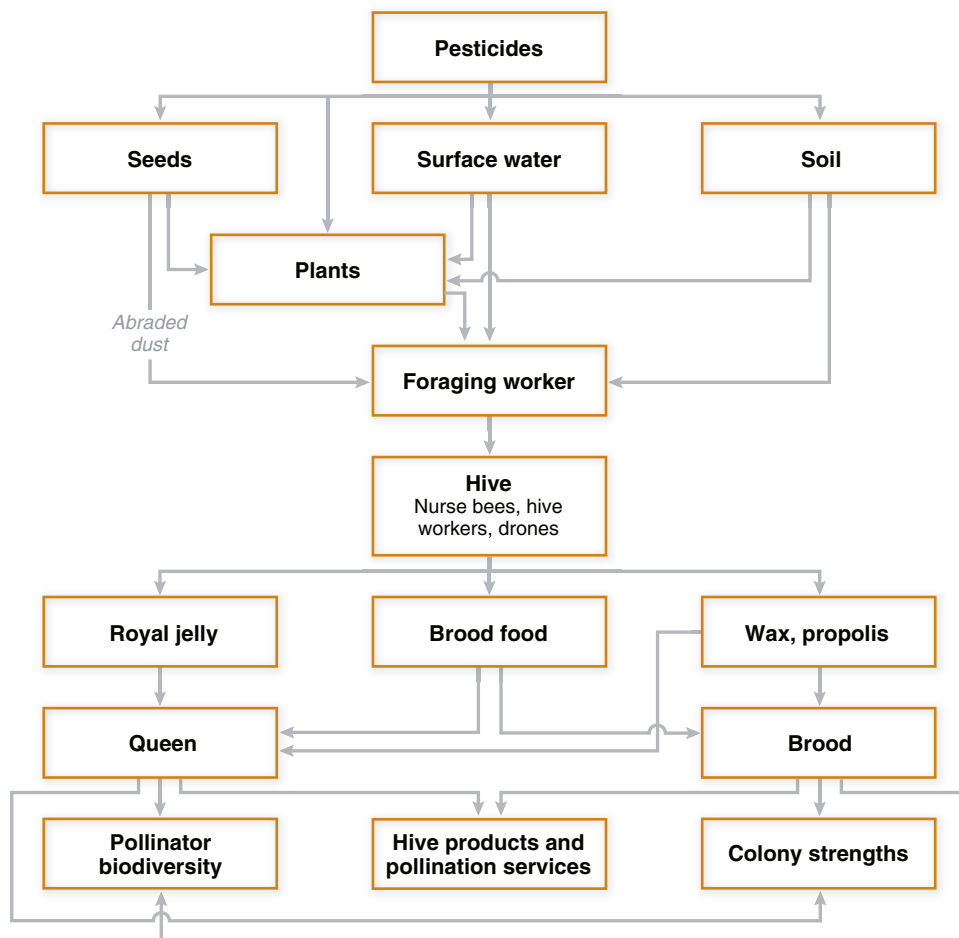 Pesticides
Seeds
Surface water
Soil
Plants
Abraded
dust
Foraging worker
Hive
Nurse bees, hive
workers, drones
Royal jelly
Brood food
Wax, propolis
Queen
Brood
Pollinator
biodiversity
Hive products and
pollination services
Colony strengths